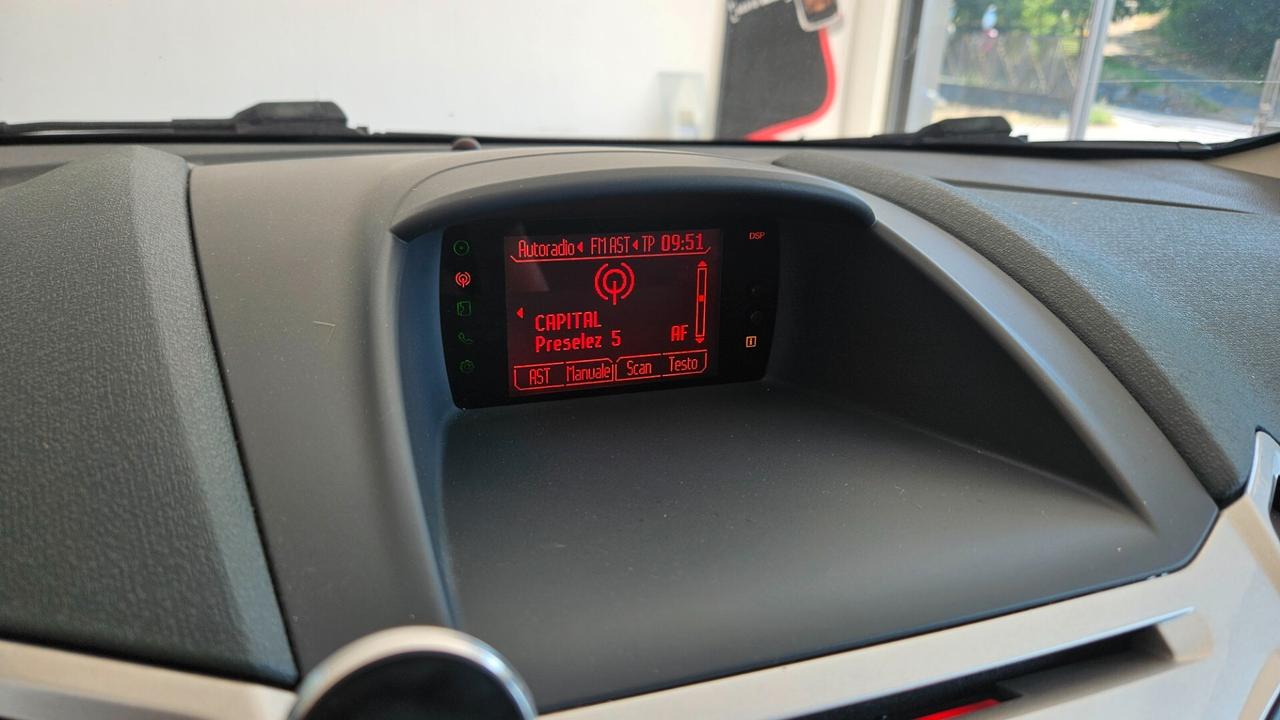 Autoradio FM AST TP 09:51
DSP
CAPITAL
Preselez 5 AF
AST Manuale Scan Testo